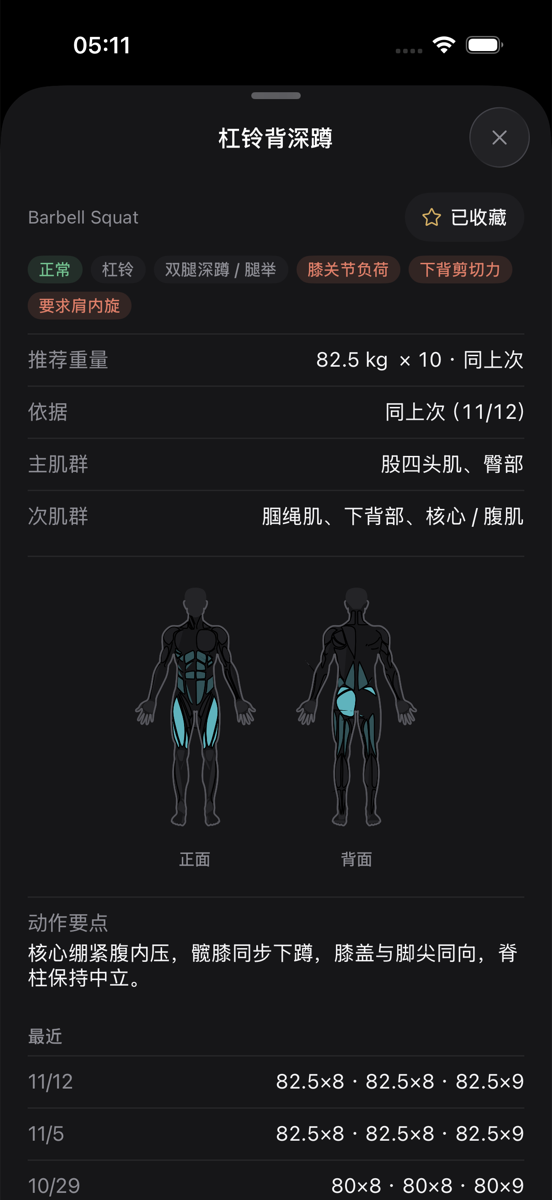 05:11
杠铃背深蹲
Barbell Squat
已收藏
正常 杠铃 双腿深蹲 / 腿举 膝关节负荷 下背剪切力
要求肩内旋
推荐重量 82.5 kg × 10 · 同上次
依据 同上次（11/12）
主肌群 股四头肌、臀部
次肌群 腘绳肌、下背部、核心 / 腹肌
正面 背面
动作要点
核心绷紧腹内压，髋膝同步下蹲，膝盖与脚尖同向，脊
柱保持中立。
最近
11/12 82.5×8 · 82.5×8 · 82.5×9
11/5 82.5×8 · 82.5×8 · 82.5×9
10/29 80×8 · 80×8 · 80×9